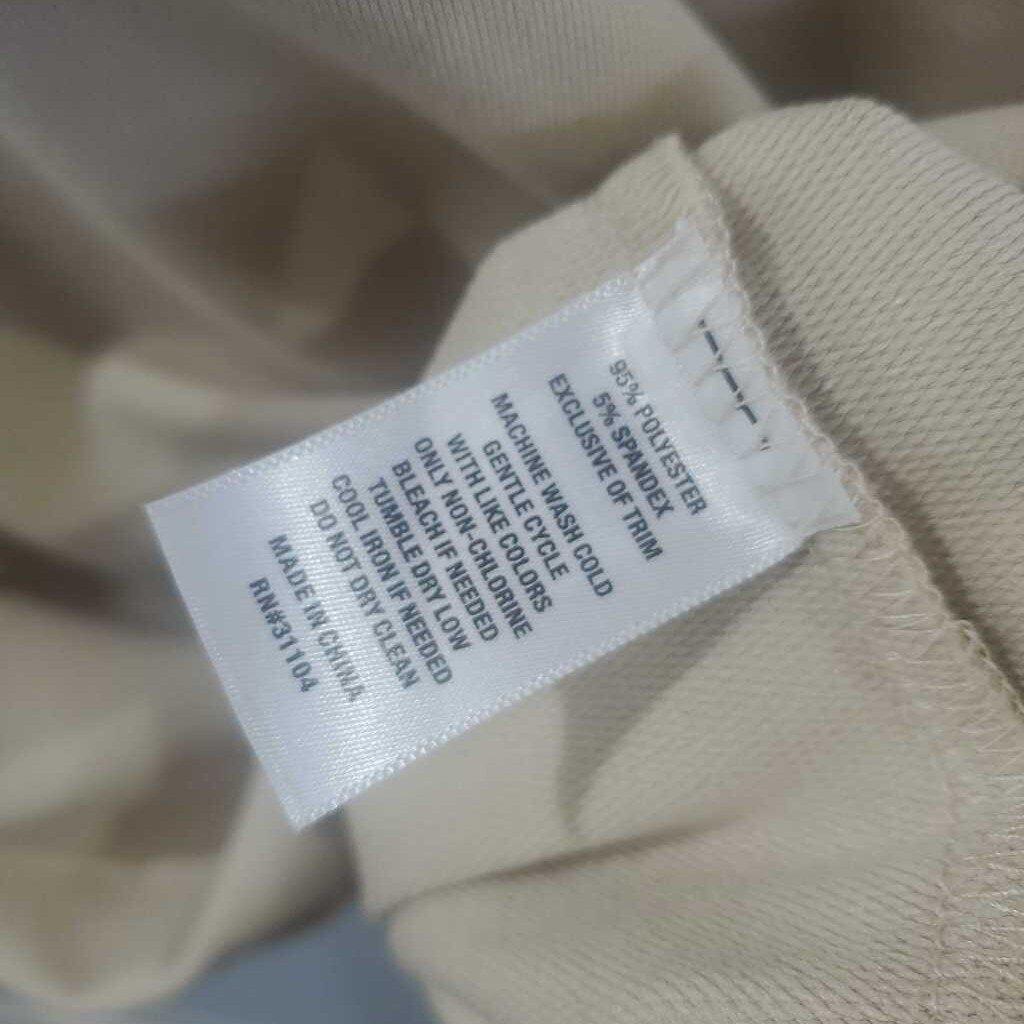 95% POLYESTER
5% SPANDEX
EXCLUSIVE OF TRIM
MACHINE WASH COLD
GENTLE CYCLE
WITH LIKE COLORS
ONLY NON-CHLORINE
BLEACH IF NEEDED
TUMBLE DRY LOW
COOL IRON IF NEEDED
DO NOT DRY CLEAN
MADE IN CHINA
RN#31104